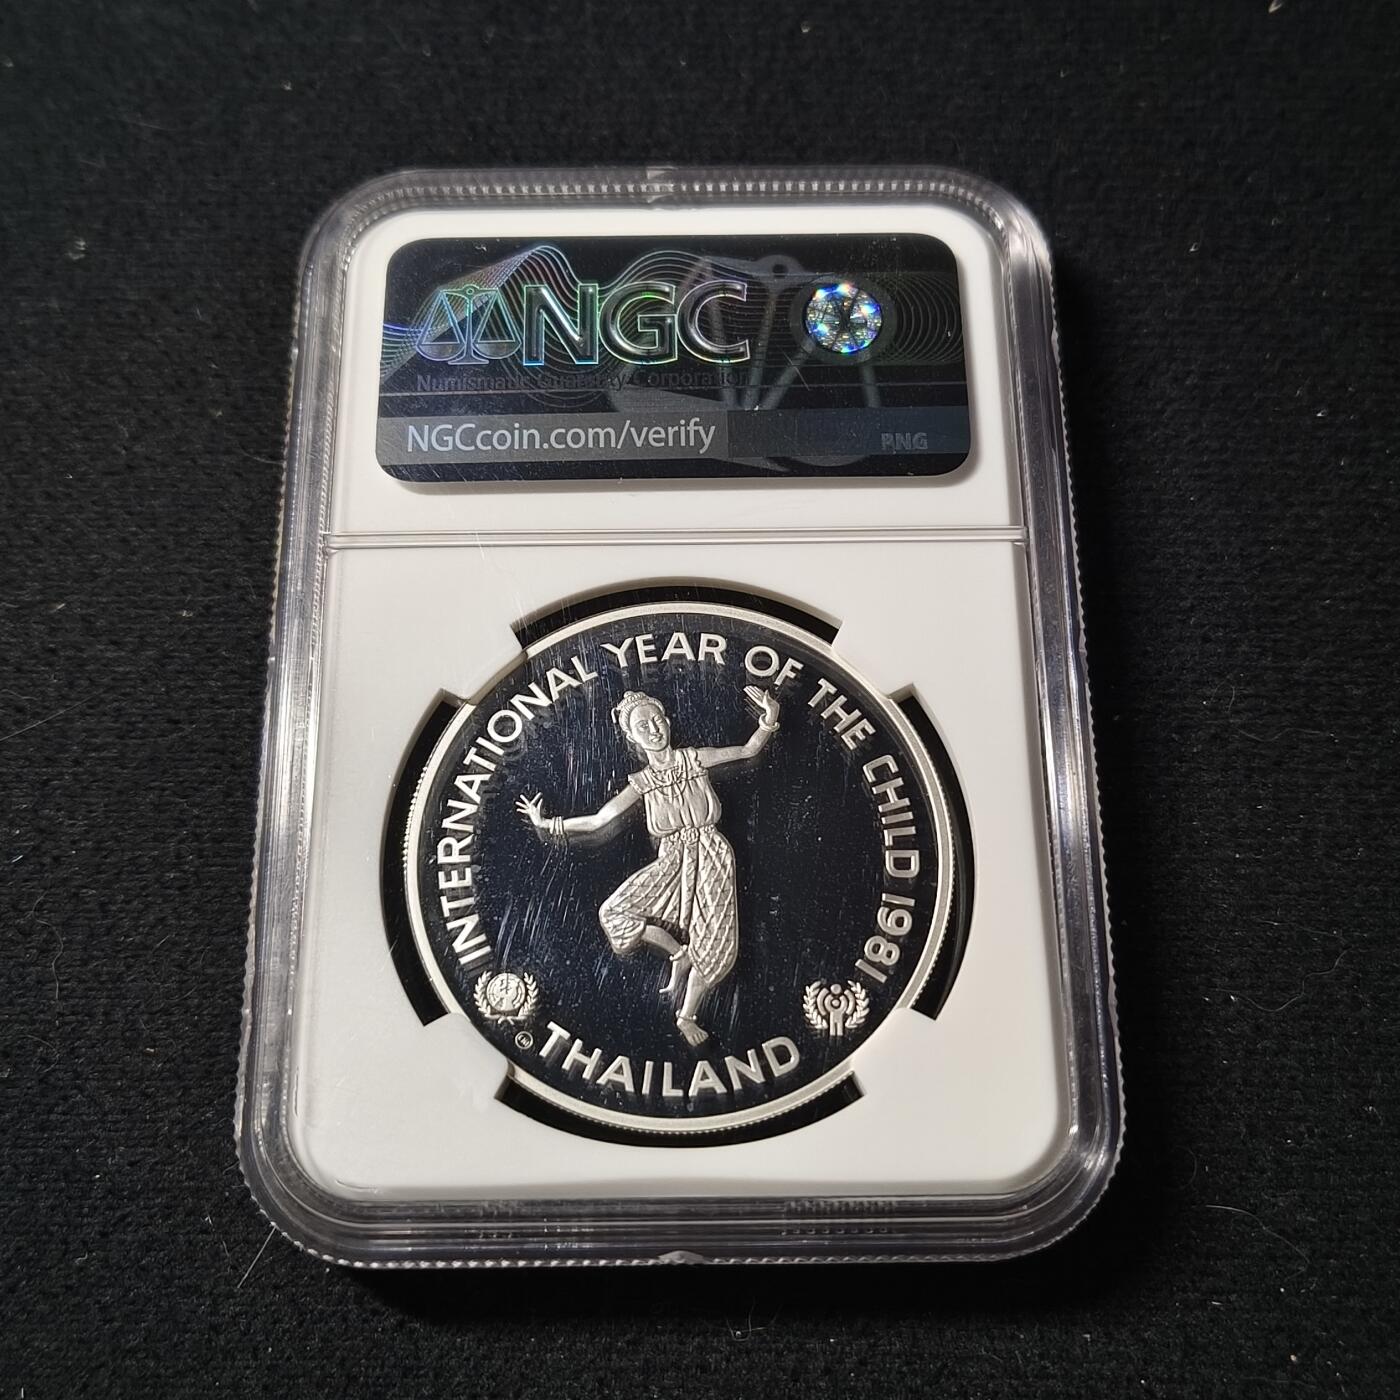 NGC
Numismatic Guaranty Corporation
NGCcoin.com/verify
PNG
INTERNATIONAL YEAR OF THE CHILD 1981
THAILAND